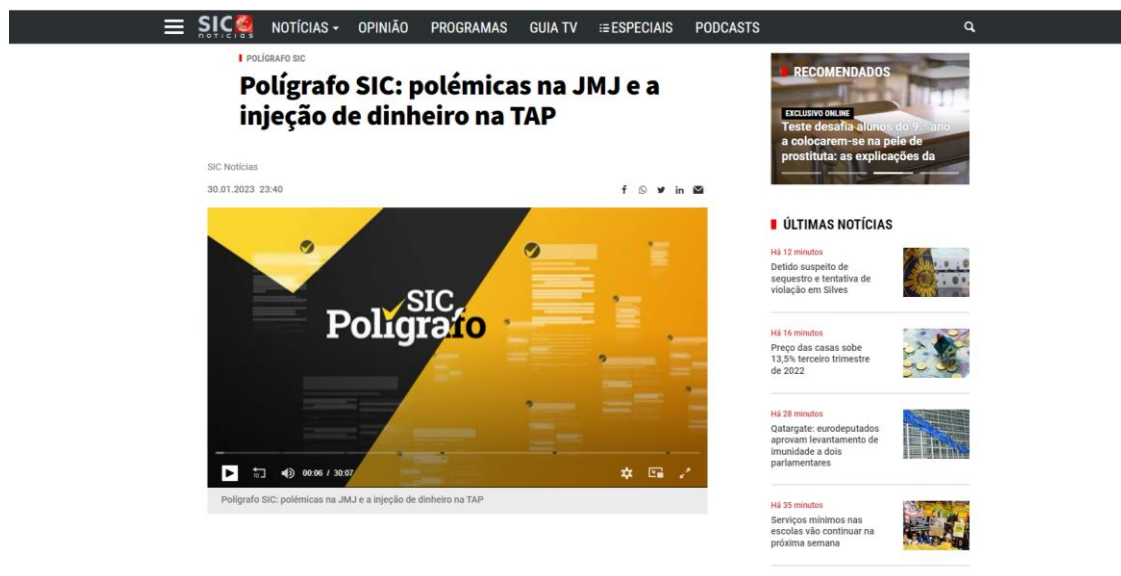 SIC
NOTÍCIAS
NOTÍCIAS
OPINIÃO
PROGRAMAS
GUIA TV
ESPECIAIS
PODCASTS
POLÍGRAFO SIC
Polígrafo SIC: polémicas na JMJ e a
injeção de dinheiro na TAP
SIC Notícias
30.01.2023 23:40
SIC
Polígrafo
10
00:06 / 30:07
Polígrafo SIC: polémicas na JMJ e a injeção de dinheiro na TAP
RECOMENDADOS
EXCLUSIVO ONLINE
Teste desafia alunos do 9.º ano
a colocarem-se na pele de
prostituta: as explicações da
ÚLTIMAS NOTÍCIAS
Há 12 minutos
Detido suspeito de
sequestro e tentativa de
violação em Silves
Há 16 minutos
Preço das casas sobe
13,5% terceiro trimestre
de 2022
Há 28 minutos
Qatargate: eurodeputados
aprovam levantamento de
imunidade a dois
parlamentares
Há 35 minutos
Serviços mínimos nas
escolas vão continuar na
próxima semana